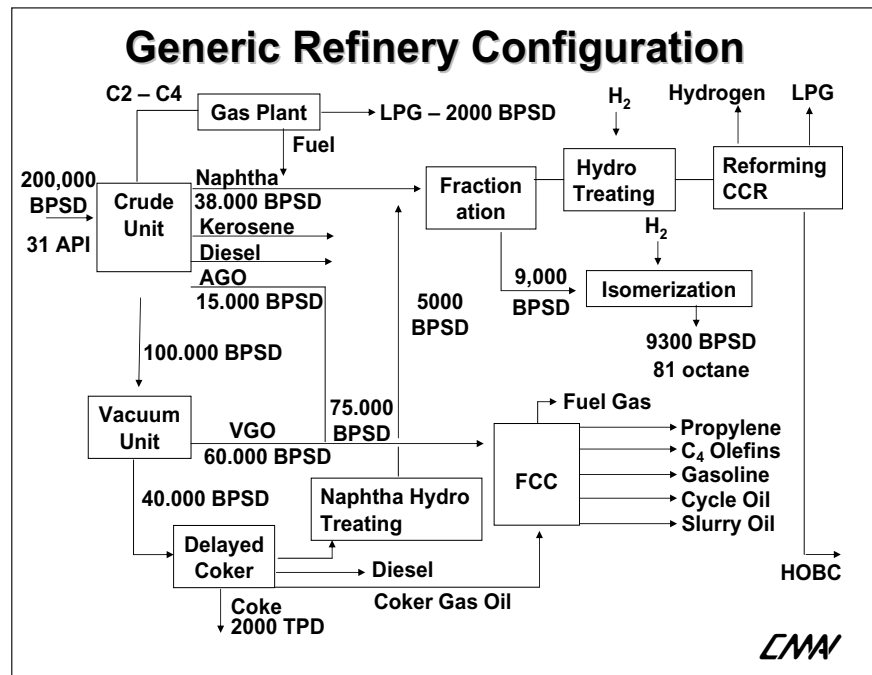 Generic Refinery Configuration
C2 – C4
Gas Plant
LPG – 2000 BPSD
Fuel
H2
Hydrogen
LPG
200,000
BPSD
31 API
Crude
Unit
Naphtha
38.000 BPSD
Kerosene
Diesel
AGO
15.000 BPSD
Fraction
ation
Hydro
Treating
Reforming
CCR
H2
9,000
BPSD
Isomerization
9300 BPSD
81 octane
5000
BPSD
100.000 BPSD
Vacuum
Unit
VGO
60.000 BPSD
75.000
BPSD
40.000 BPSD
Naphtha Hydro
Treating
FCC
Fuel Gas
Propylene
C4 Olefins
Gasoline
Cycle Oil
Slurry Oil
Delayed
Coker
Diesel
Coker Gas Oil
Coke
2000 TPD
HOBC
CMAI